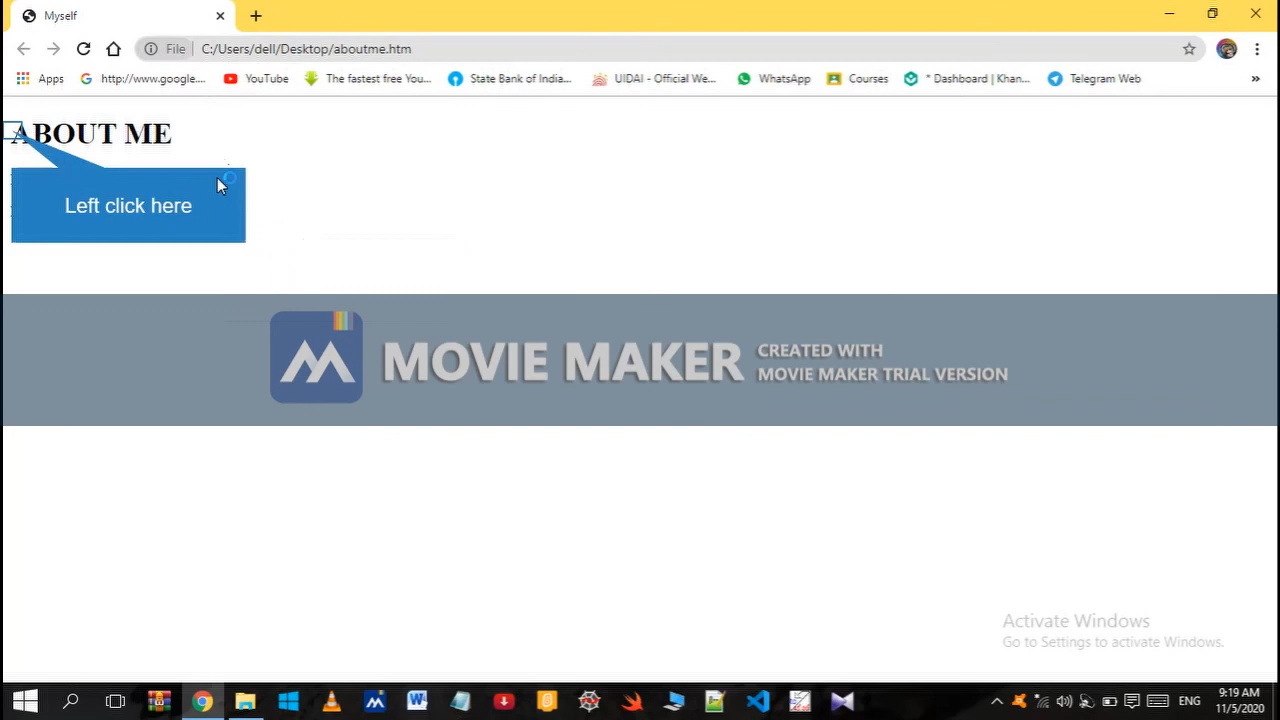 Myself
File
C:/Users/dell/Desktop/aboutme.htm
Apps
http://www.google....
YouTube
The fastest free You...
State Bank of India...
UIDAI - Official We...
WhatsApp
Courses
* Dashboard | Khan...
Telegram Web
»
ABOUT ME
Left click here
MOVIE MAKER
CREATED WITH
MOVIE MAKER TRIAL VERSION
Activate Windows
Go to Settings to activate Windows.
ENG
9:19 AM
11/5/2020